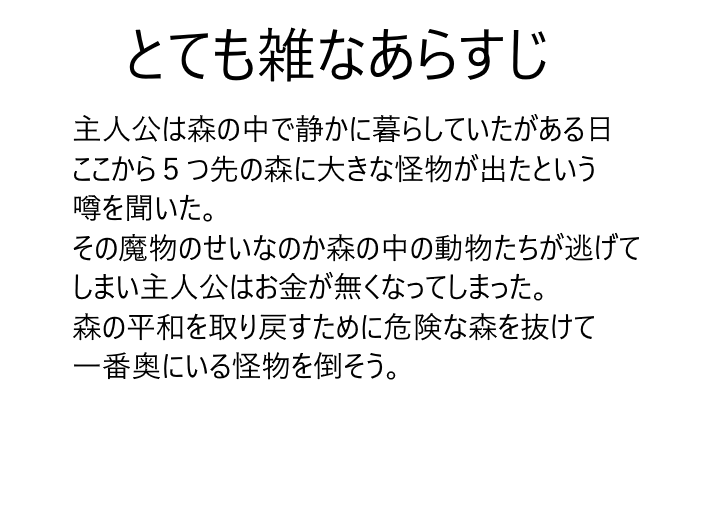 とても雑なあらすじ
主人公は森の中で静かに暮らしていたがある日
ここから５つ先の森に大きな怪物が出たという
噂を聞いた。
その魔物のせいなのか森の中の動物たちが逃げて
しまい主人公はお金が無くなってしまった。
森の平和を取り戻すために危険な森を抜けて
一番奥にいる怪物を倒そう。